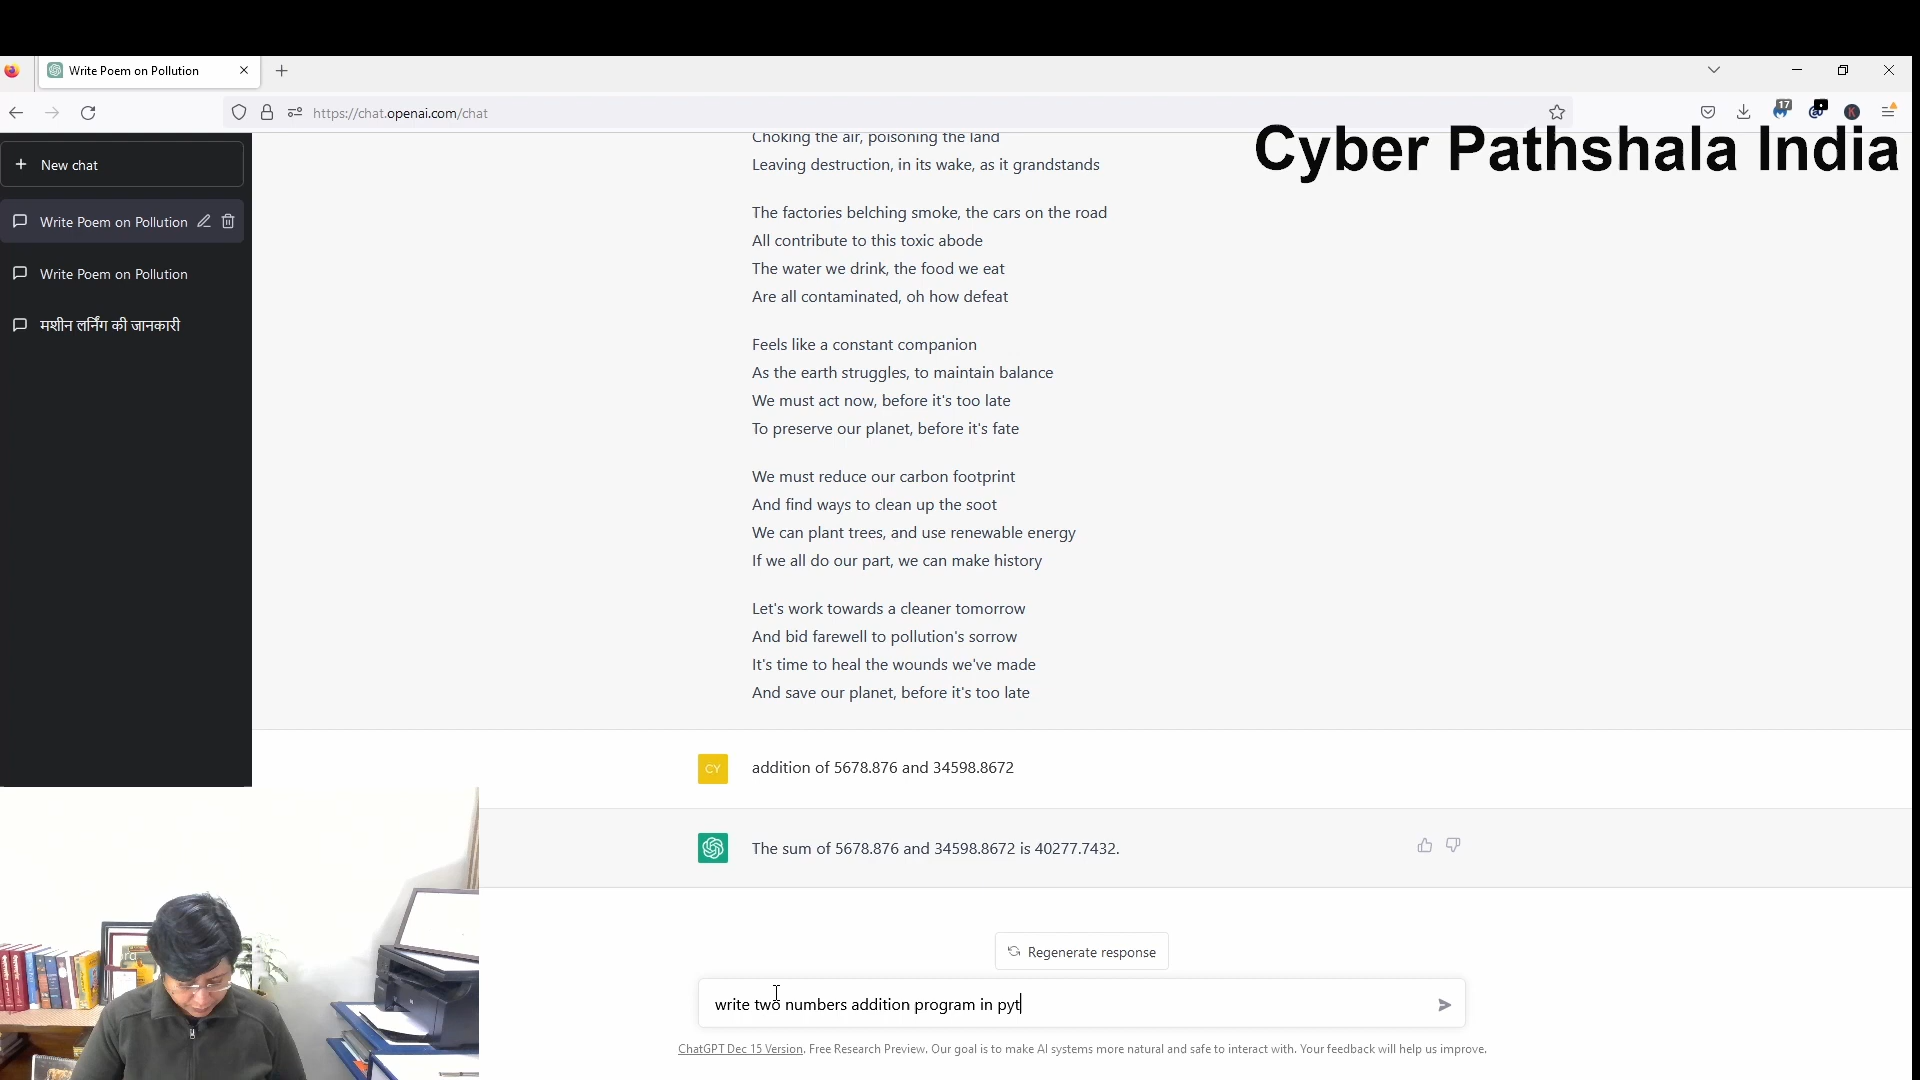 Write Poem on Pollution
https://chat.openai.com/chat
17
Cyber Pathshala India
New chat
Write Poem on Pollution
Write Poem on Pollution
मशीन लर्निंग की जानकारी
Choking the air, poisoning the land
Leaving destruction, in its wake, as it grandstands
The factories belching smoke, the cars on the road
All contribute to this toxic abode
The water we drink, the food we eat
Are all contaminated, oh how defeat
Feels like a constant companion
As the earth struggles, to maintain balance
We must act now, before it's too late
To preserve our planet, before it's fate
We must reduce our carbon footprint
And find ways to clean up the soot
We can plant trees, and use renewable energy
If we all do our part, we can make history
Let's work towards a cleaner tomorrow
And bid farewell to pollution's sorrow
It's time to heal the wounds we've made
And save our planet, before it's too late
CY
addition of 5678.876 and 34598.8672
The sum of 5678.876 and 34598.8672 is 40277.7432.
Regenerate response
write two numbers addition program in pyt
ChatGPT Dec 15 Version. Free Research Preview. Our goal is to make AI systems more natural and safe to interact with. Your feedback will help us improve.